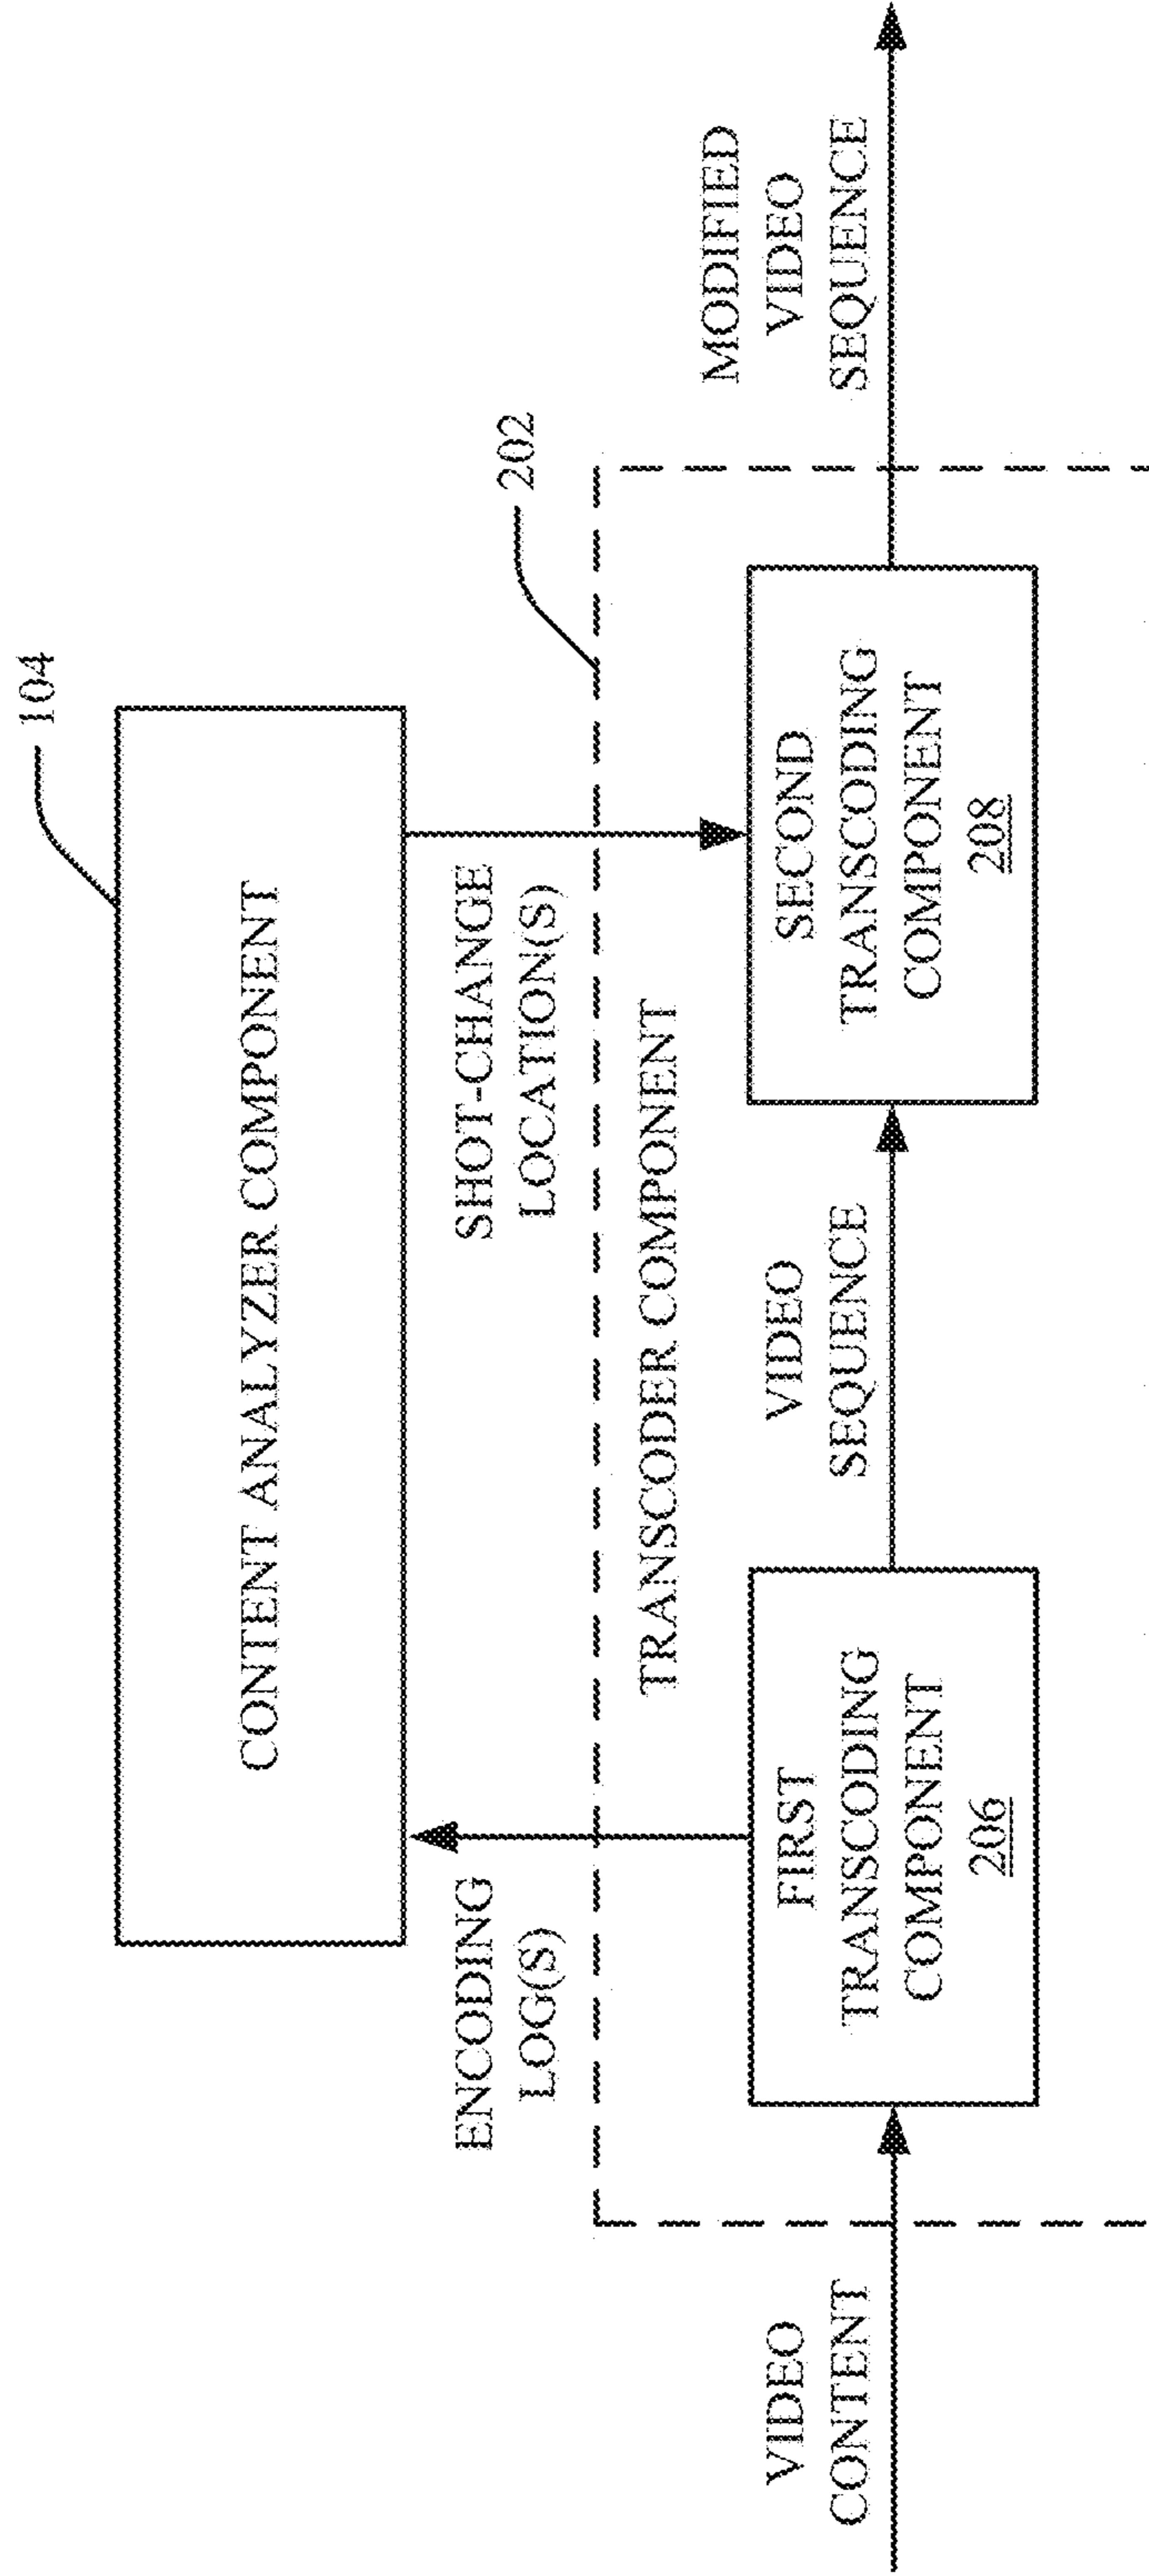 104
CONTENT ANALYZER COMPONENT
ENCODING
LOG(S)
SHOT-CHANGE
LOCATION(S)
202
TRANSCODER COMPONENT
VIDEO
CONTENT
FIRST
TRANSCODING
COMPONENT
206
VIDEO
SEQUENCE
SECOND
TRANSCODING
COMPONENT
208
MODIFIED
VIDEO
SEQUENCE